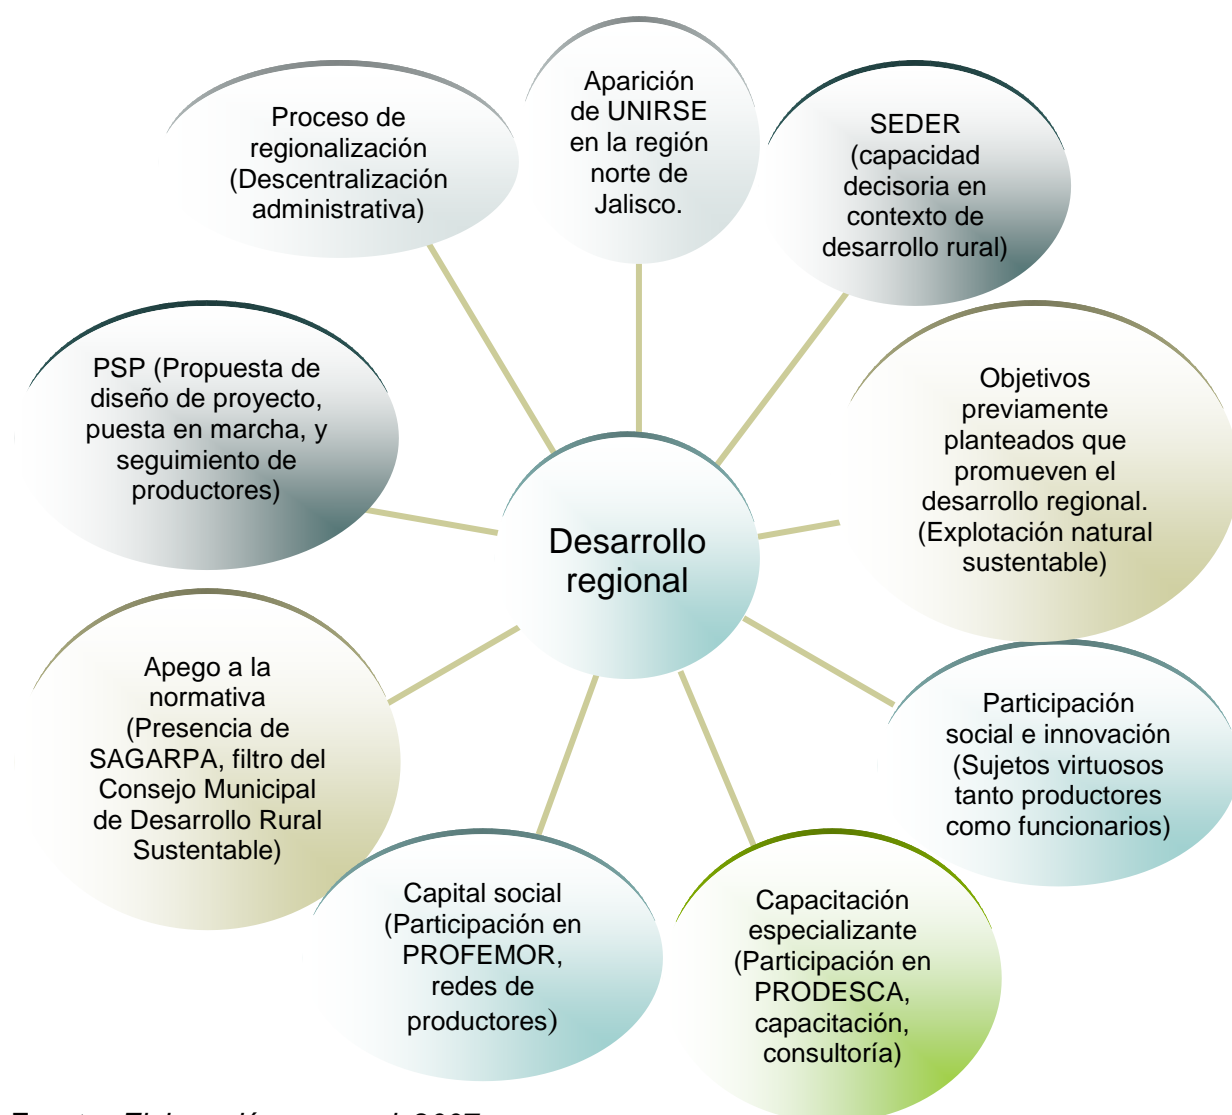 Aparición
de UNIRSE
en la región
norte de
Jalisco.
SEDER
(capacidad
decisoria en
contexto de
desarrollo rural)
Objetivos
previamente
planteados que
promueven el
desarrollo regional.
(Explotación natural
sustentable)
Participación
social e innovación
(Sujetos virtuosos
tanto productores
como funcionarios)
Capacitación
especializante
(Participación en
PRODESCA,
capacitación,
consultoría)
Capital social
(Participación en
PROFEMOR,
redes de
productores)
Apego a la
normativa
(Presencia de
SAGARPA, filtro del
Consejo Municipal
de Desarrollo Rural
Sustentable)
PSP (Propuesta de
diseño de proyecto,
puesta en marcha, y
seguimiento de
productores)
Proceso de
regionalización
(Descentralización
administrativa)
Desarrollo
regional